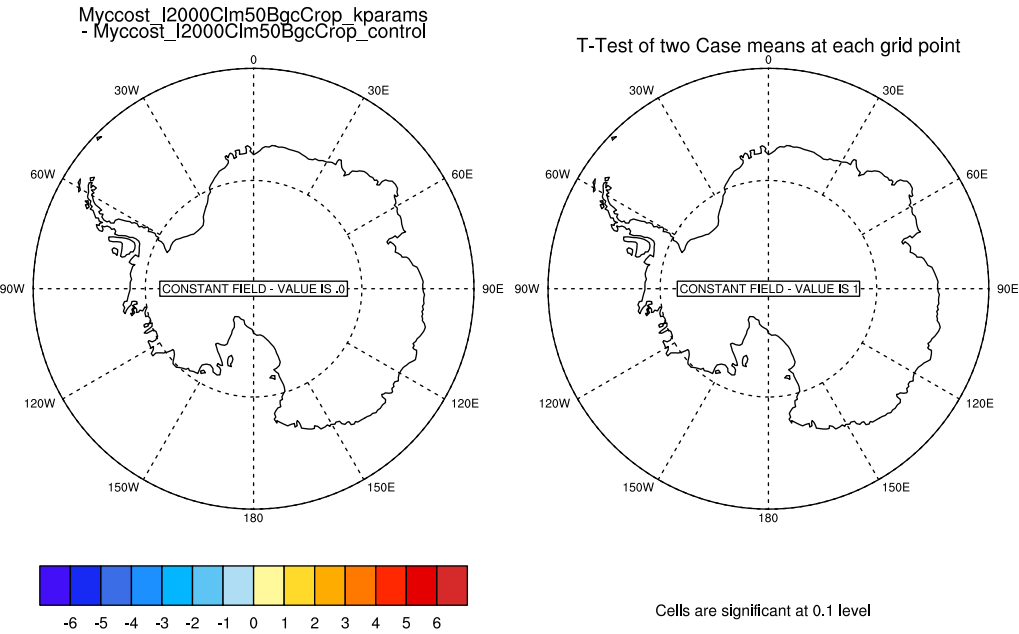 Myccost_I2000Clm50BgcCrop_kparams
- Myccost_I2000Clm50BgcCrop_control
0
30W
30E
60W
60E
90W
CONSTANT FIELD - VALUE IS .0
90E
120W
120E
150W
150E
180
-6 -5 -4 -3 -2 -1 0 1 2 3 4 5 6
T-Test of two Case means at each grid point
0
30W
30E
60W
60E
90W
CONSTANT FIELD - VALUE IS 1
90E
120W
120E
150W
150E
180
Cells are significant at 0.1 level